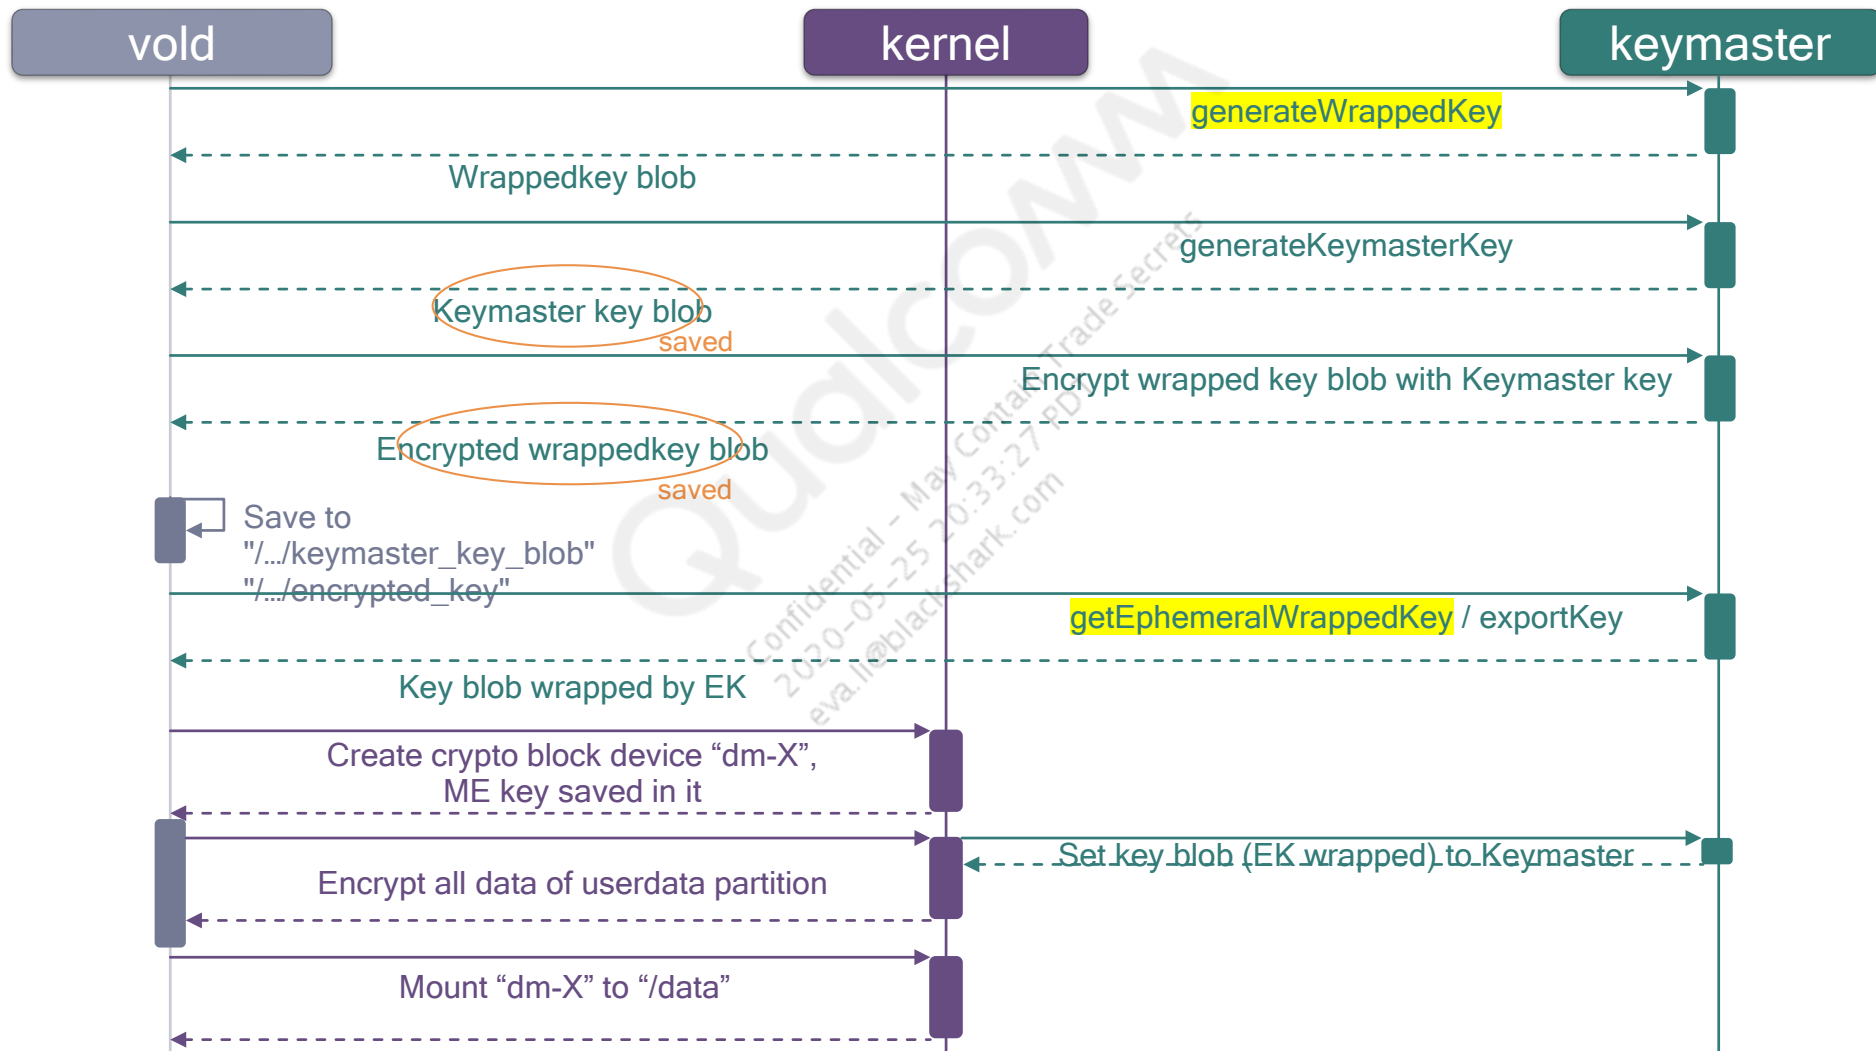 vold
kernel
keymaster
generateWrappedKey
Wrappedkey blob
generateKeymasterKey
Keymaster key blob
saved
Encrypt wrapped key blob with Keymaster key
Encrypted wrappedkey blob
saved
Save to
"/.../keymaster_key_blob"
"/.../encrypted_key"
getEphemeralWrappedKey / exportKey
Key blob wrapped by EK
Create crypto block device “dm-X”,
ME key saved in it
Set key blob (EK wrapped) to Keymaster
Encrypt all data of userdata partition
Mount “dm-X” to “/data”
Qualcomm
Confidential – May Contain Trade Secrets
2020-05-25 20:33:27 PDT
eva.li@blackshark.com